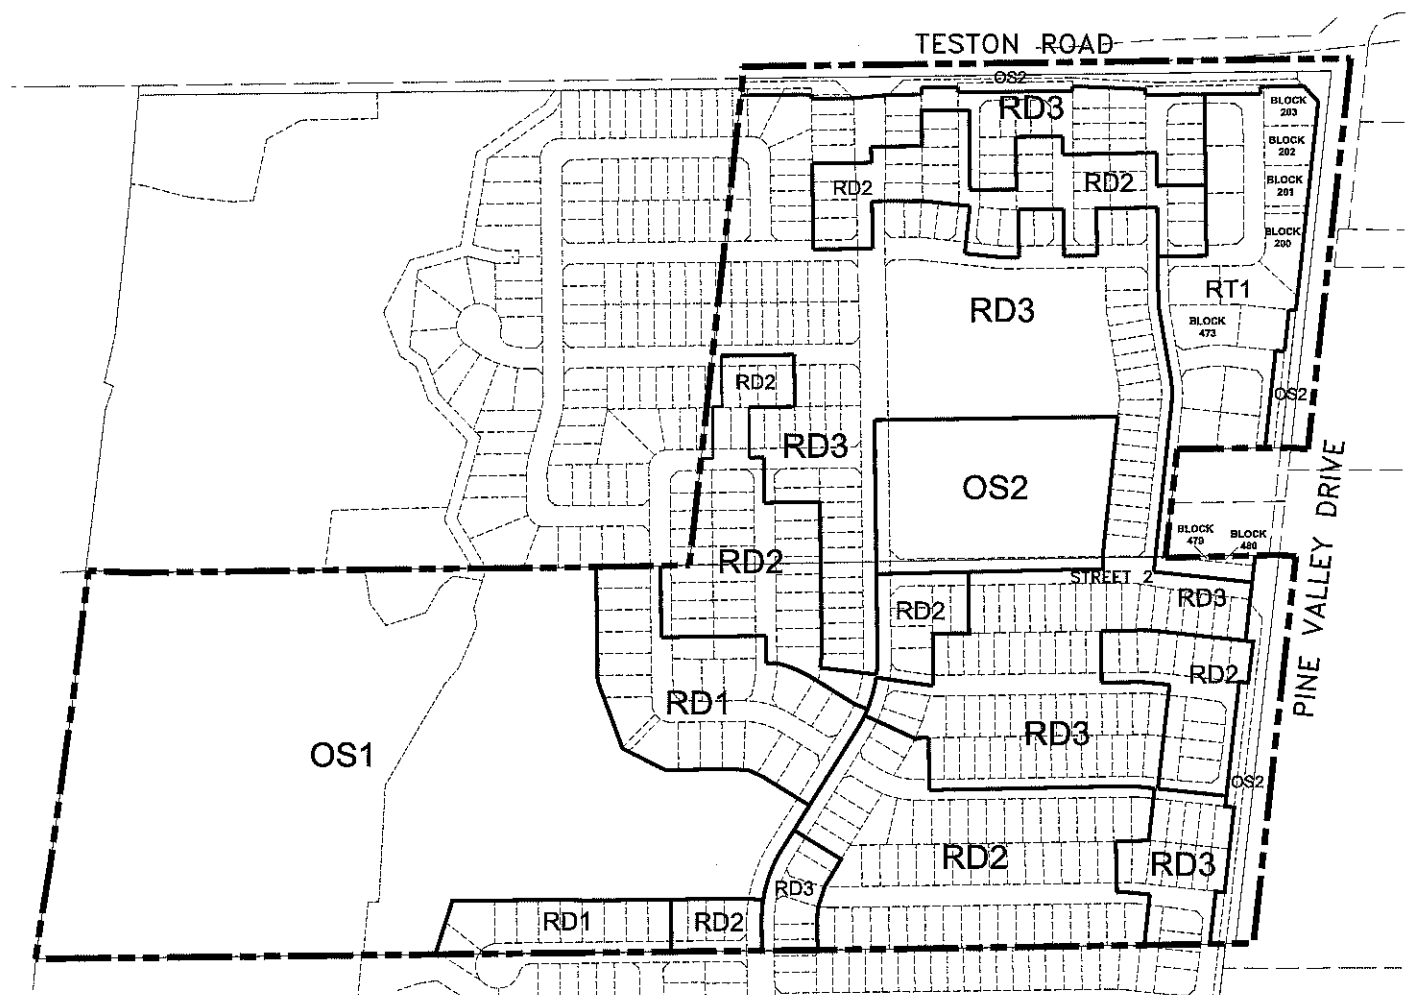 TESTON ROAD
OS2
RD3
BLOCK
203
BLOCK
202
RD2
RD2
BLOCK
201
BLOCK
200
RT1
RD3
BLOCK
473
RD2
OS2
RD3
OS2
PINE VALLEY DRIVE
BLOCK
479
BLOCK
480
RD2
STREET 2
RD2
RD3
RD2
RD1
RD3
OS1
OS2
RD2
RD3
RD3
RD1
RD2